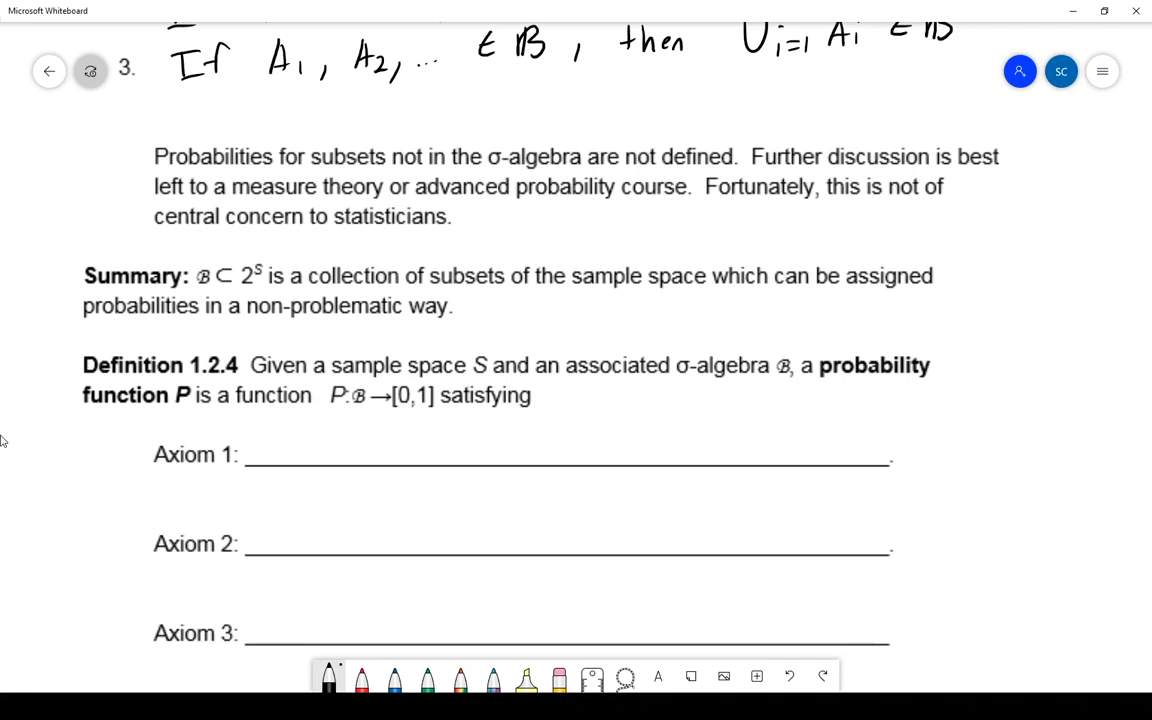 Microsoft Whiteboard
3. If A₁, A₂, ... ∈ B, then ∪ᵢ₌₁ Aᵢ ∈ B
SC
Probabilities for subsets not in the σ-algebra are not defined. Further discussion is best
left to a measure theory or advanced probability course. Fortunately, this is not of
central concern to statisticians.
Summary: ℬ ⊂ 2ˢ is a collection of subsets of the sample space which can be assigned
probabilities in a non-problematic way.
Definition 1.2.4 Given a sample space S and an associated σ-algebra ℬ, a probability
function P is a function P:ℬ→[0,1] satisfying
Axiom 1: .
Axiom 2: .
Axiom 3:
A